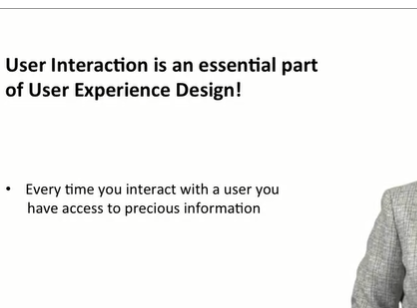 User Interaction is an essential part
of User Experience Design!
• Every time you interact with a user you
have access to precious information